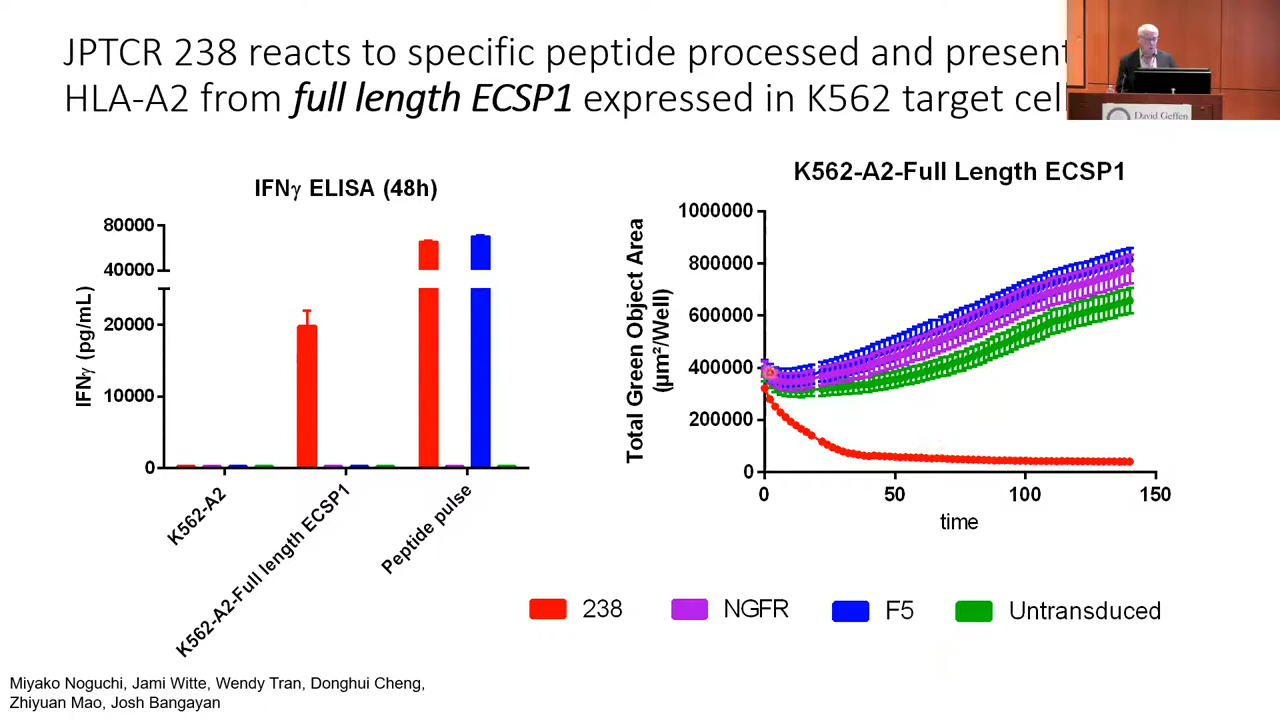 JPTCR 238 reacts to specific peptide processed and present
HLA-A2 from full length ECSP1 expressed in K562 target cel
David Geffen
IFNγ ELISA (48h)
IFNγ (pg/mL)
80000
40000
20000
10000
0
K562-A2
K562-A2-Full length ECSP1
Peptide pulse
K562-A2-Full Length ECSP1
Total Green Object Area
(µm²/Well)
1000000
800000
600000
400000
200000
0
0 50 100 150
time
238 NGFR F5 Untransduced
Miyako Noguchi, Jami Witte, Wendy Tran, Donghui Cheng,
Zhiyuan Mao, Josh Bangayan